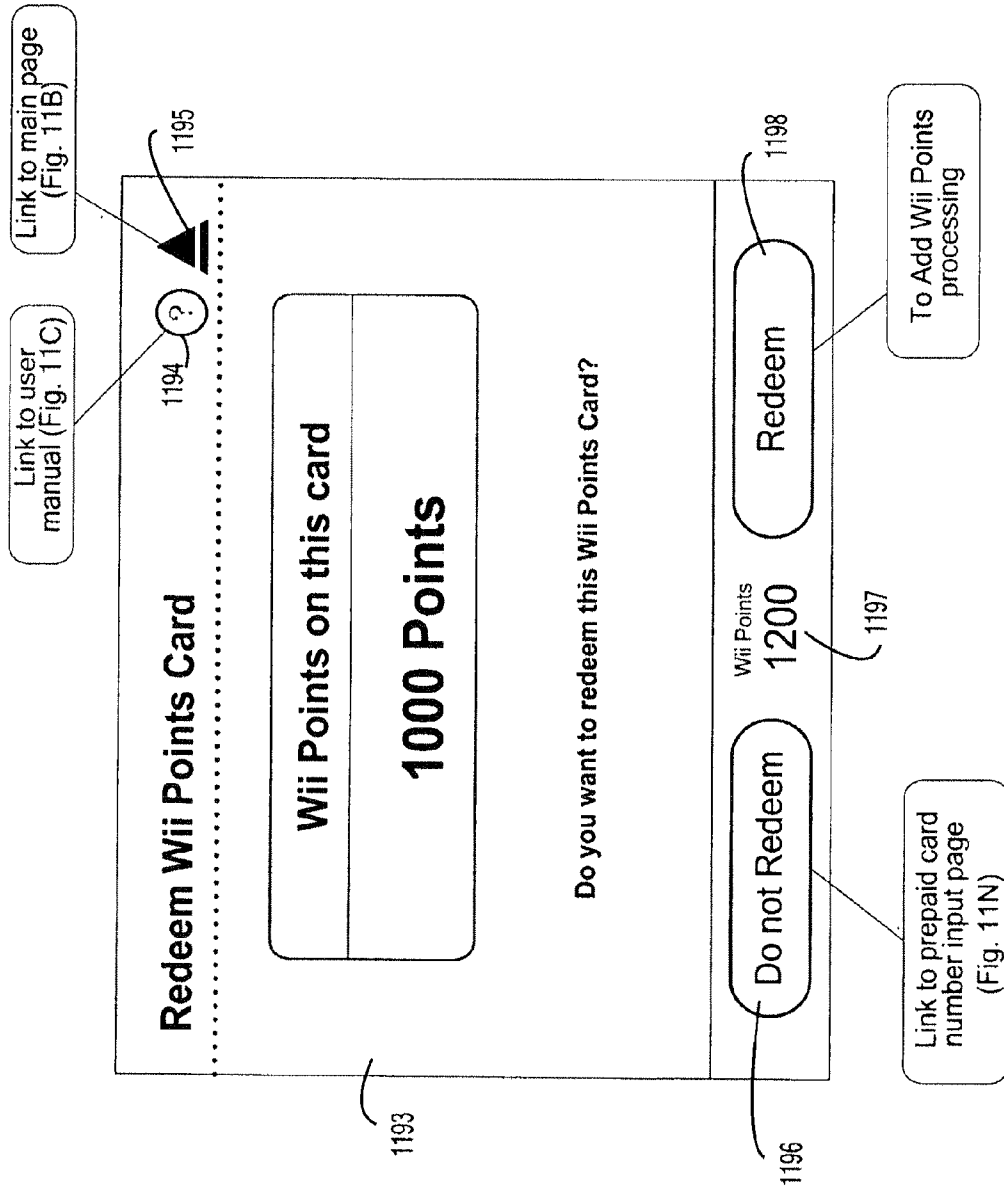 Link to user
manual (Fig. 11C)
Link to main page
(Fig. 11B)
1194
1195
Redeem Wii Points Card
?
Wii Points on this card
1000 Points
1193
Do you want to redeem this Wii Points Card?
Do not Redeem
Wii Points
1200
Redeem
1196
1197
1198
Link to prepaid card
number input page
(Fig. 11N)
To Add Wii Points
processing